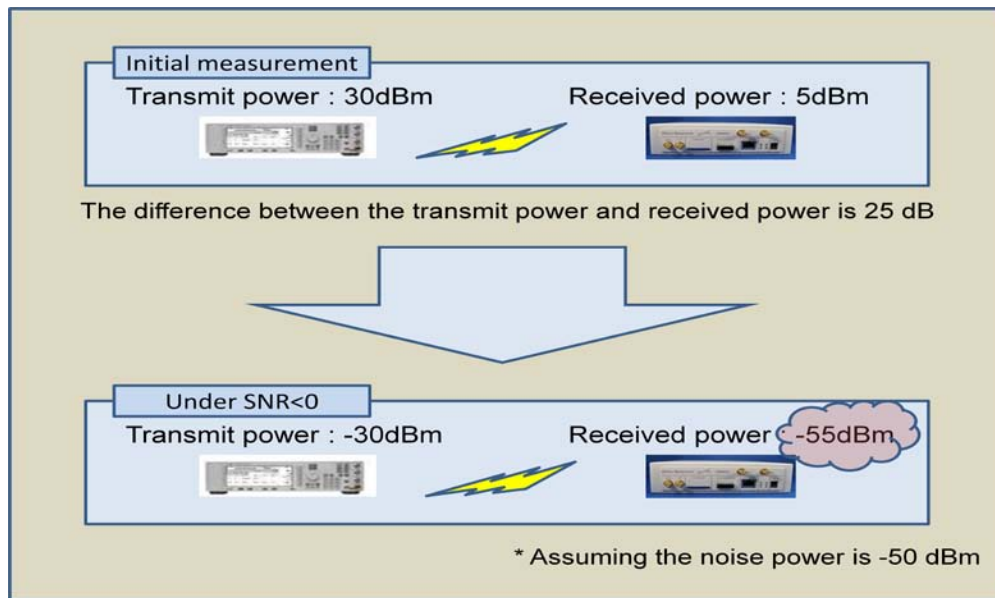 Initial measurement
Transmit power : 30dBm
Received power : 5dBm
The difference between the transmit power and received power is 25 dB
Under SNR<0
Transmit power : -30dBm
Received power : -55dBm
* Assuming the noise power is -50 dBm